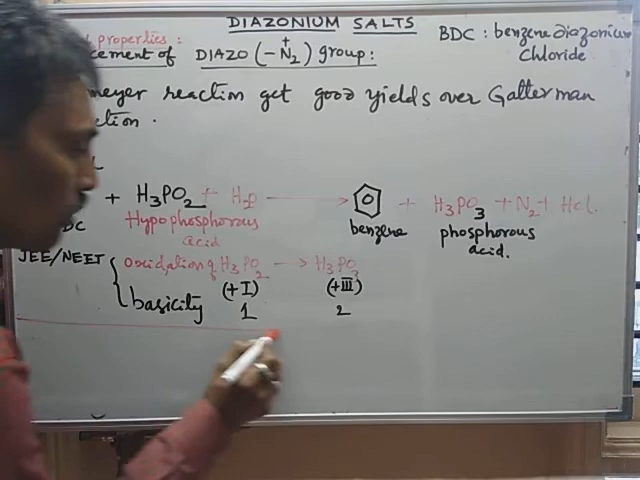 DIAZONIUM SALTS
BDC : benzene diazonium
Chloride
properties :
cement of DIAZO (-N₂⁺) group :
meyer reaction get good yields over Gatterman
ction .
+ H₃PO₂ + H₂O → + H₃PO₃ + N₂ + Hcl.
Hypophosphorous
acid
benzene
phosphorous
acid.
DC
JEE/NEET
oxidation of H₃PO₂ → H₃PO₃
(+I) (+III)
basicity 1 2